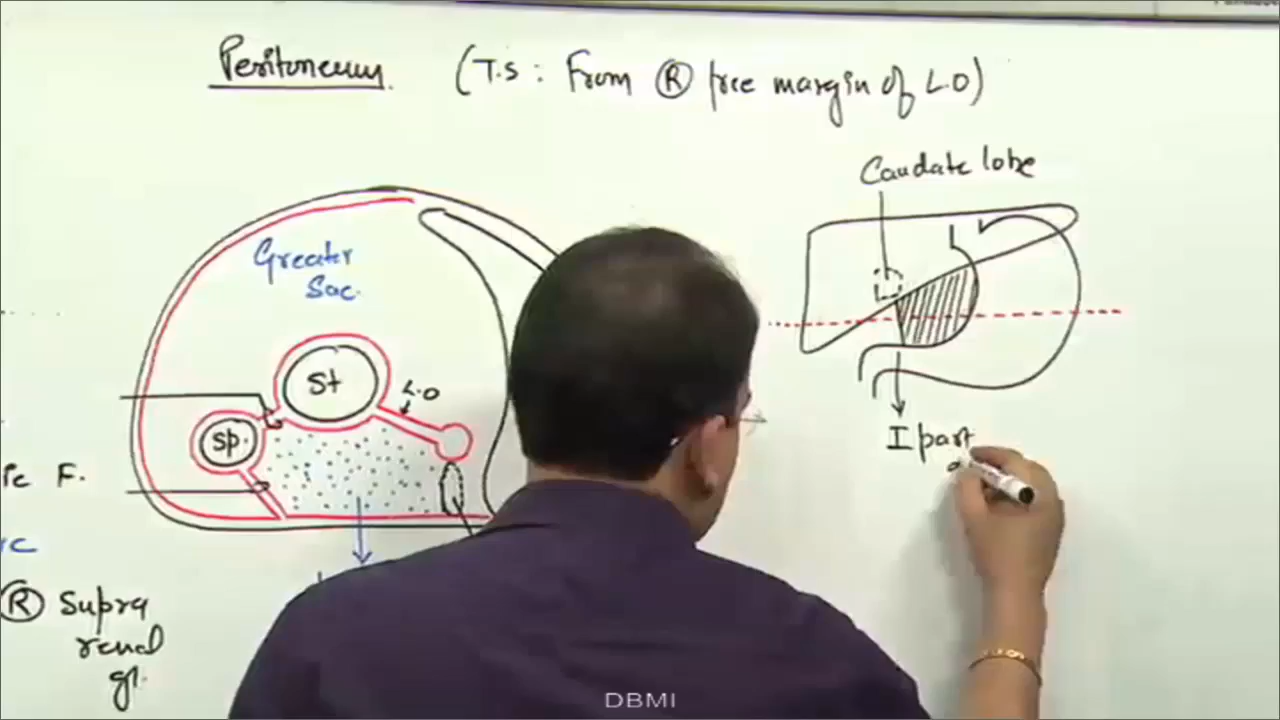 Peritoneum (T.S: From Ⓡ free margin of L.O)
Caudate lobe
Greater
Sac.
St
L.O
Sp.
I part
F.
Ⓡ Supra
renal
gl.
DBMI